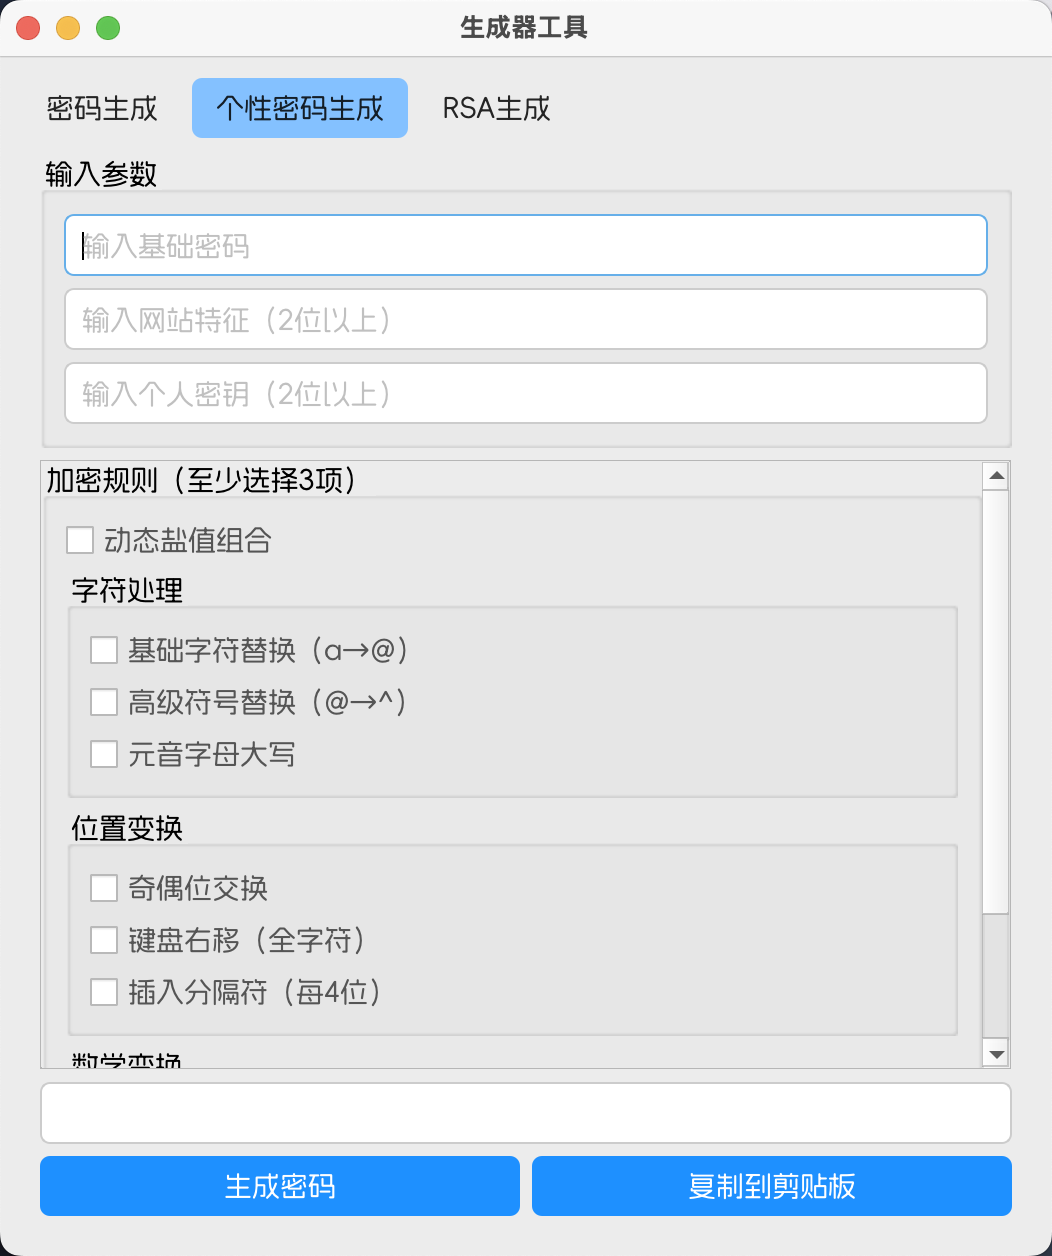 生成器工具
密码生成 个性密码生成 RSA生成
输入参数
输入基础密码
输入网站特征（2位以上）
输入个人密钥（2位以上）
加密规则（至少选择3项）
动态盐值组合
字符处理
基础字符替换（a→@）
高级符号替换（@→^）
元音字母大写
位置变换
奇偶位交换
键盘右移（全字符）
插入分隔符（每4位）
数学变换
生成密码 复制到剪贴板